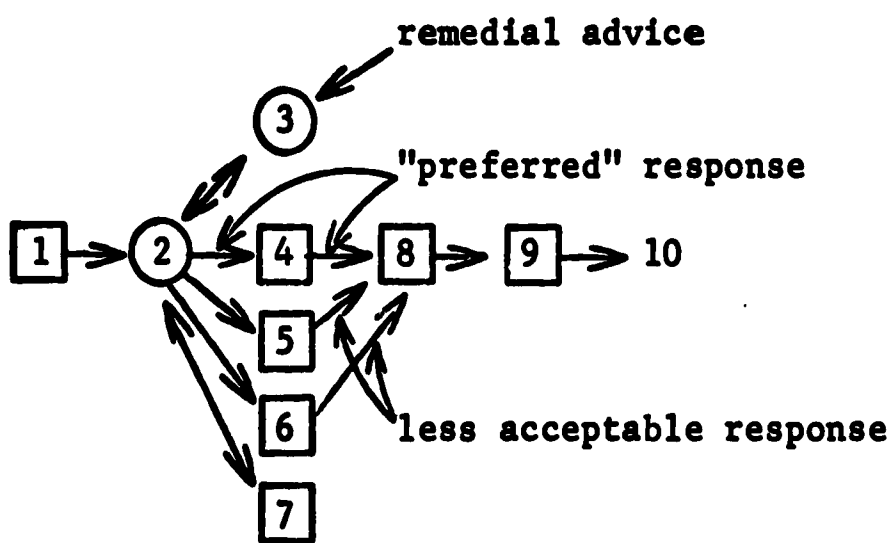 remedial advice
3
"preferred" response
1 2 4 8 9 10
5
6
less acceptable response
7